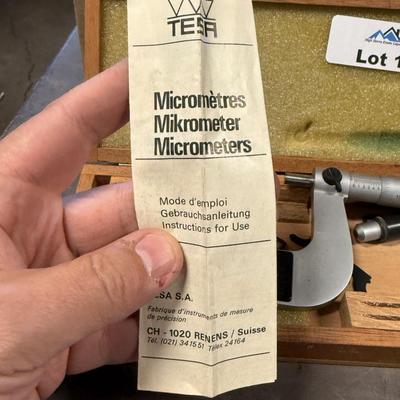 TESA
Micromètres
Mikrometer
Micrometers
Mode d'emploi
Gebrauchsanleitung
Instructions for Use
TESA S.A.
Fabrique d'instruments de mesure
de précision
CH - 1020 RENENS / Suisse
Tél. (021) 341551 Télex 24164
Lot 1